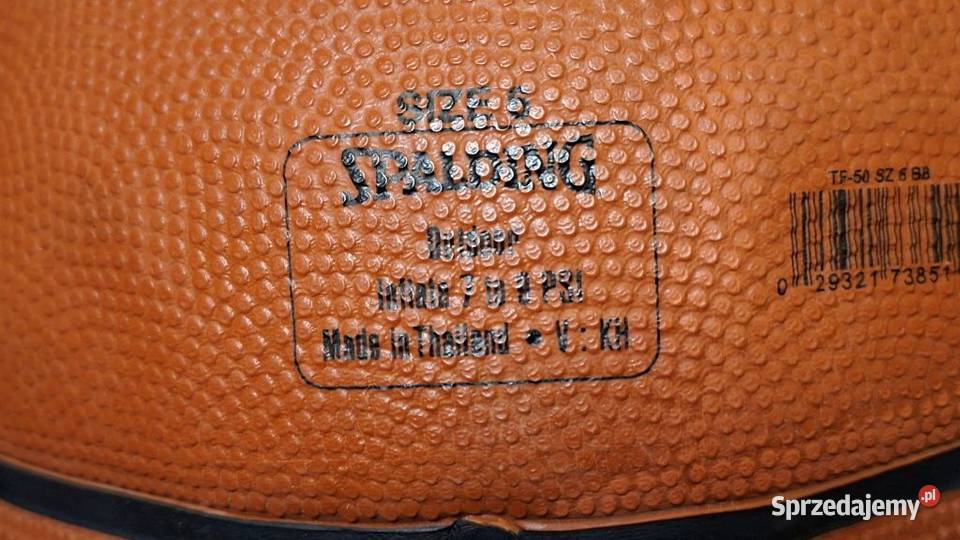 SIZE 6
SPALDING
Outdoor
Inflate 7 to PSI
Made in Thailand • V : KH
TF-50 SZ 6 BB
0 29321 73851
Sprzedajemy.pl